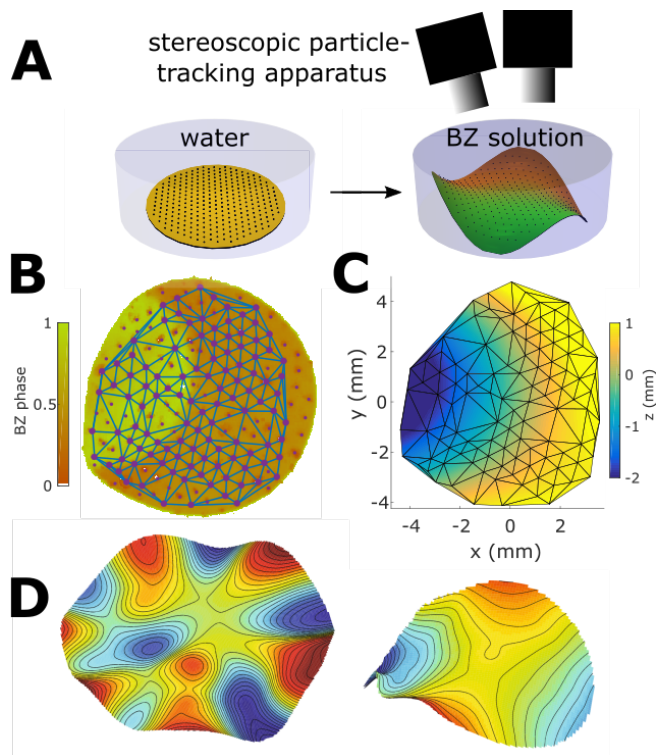 A
stereoscopic particle-
tracking apparatus
water
BZ solution
B
1
0.5
0
BZ phase
C
4
2
0
-2
-4
y (mm)
-4
-2
0
2
x (mm)
1
0
-1
-2
z (mm)
D